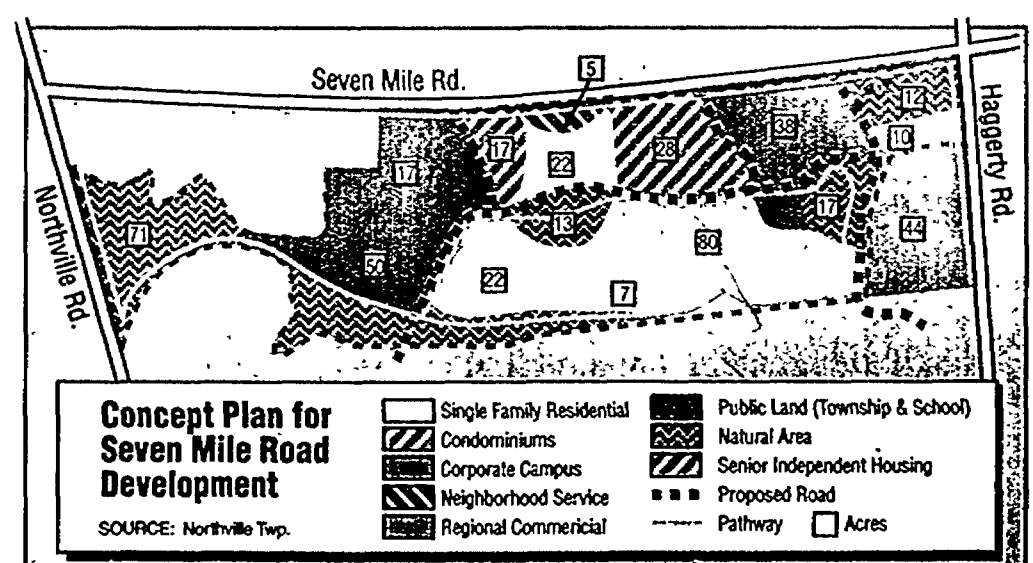 Seven Mile Rd.
5
12
38
10
Haggerty Rd.
17
22
28
17
17
Northville Rd.
71
13
44
80
50
22
7
Concept Plan for
Seven Mile Road
Development
SOURCE: Northville Twp.
Single Family Residential
Condominiums
Corporate Campus
Neighborhood Service
Regional Commericial
Public Land (Township & School)
Natural Area
Senior Independent Housing
Proposed Road
Pathway
Acres